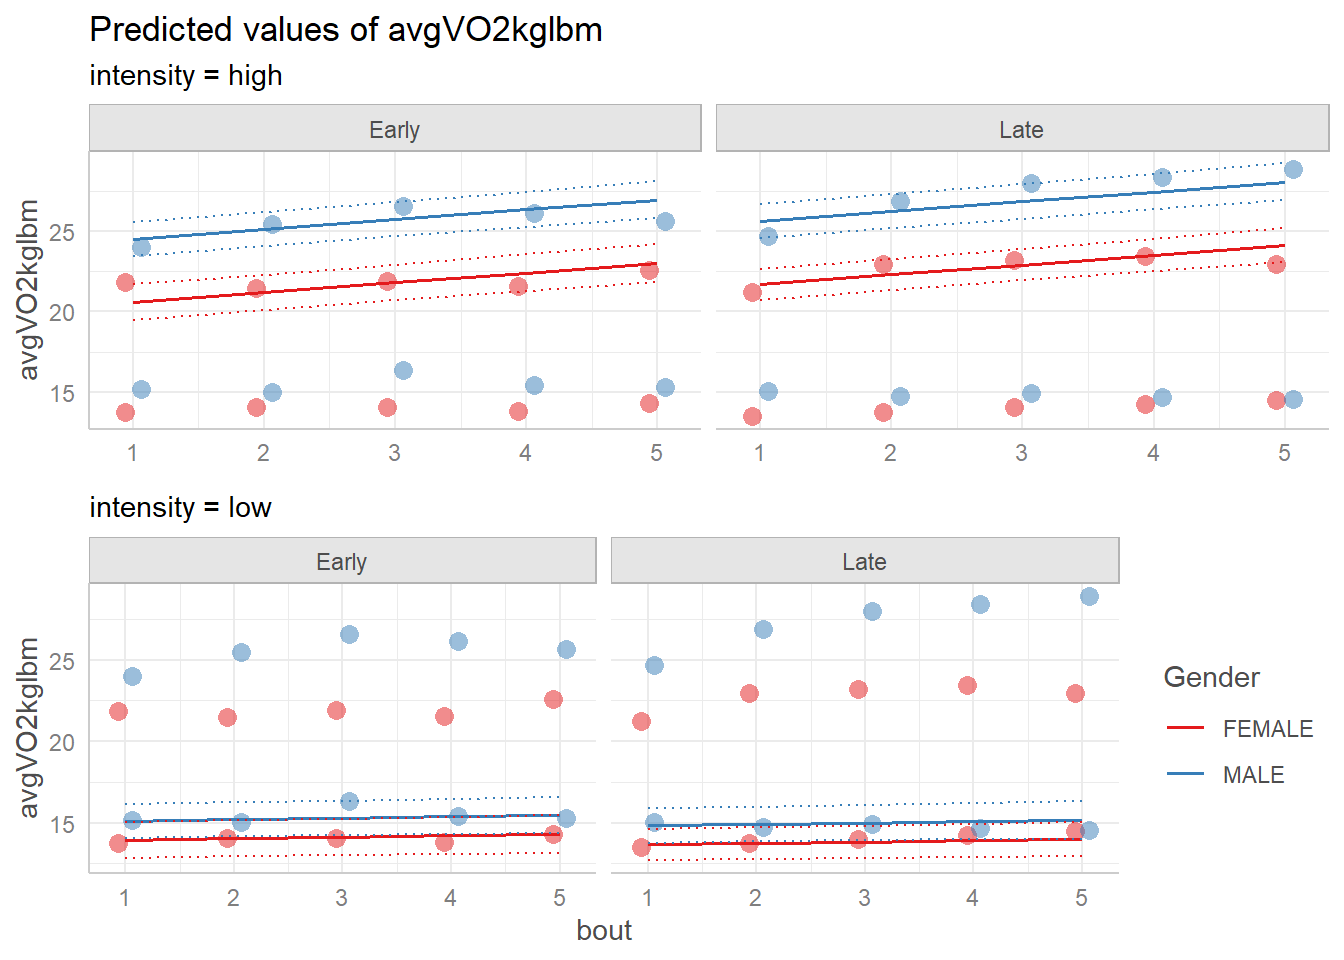 Predicted values of avgVO2kglbm
intensity = high
Early Late
avgVO2kglbm
25
20
15
1 2 3 4 5 1 2 3 4 5
intensity = low
Early Late
avgVO2kglbm
25
20
15
1 2 3 4 5 1 2 3 4 5
bout
Gender
FEMALE
MALE